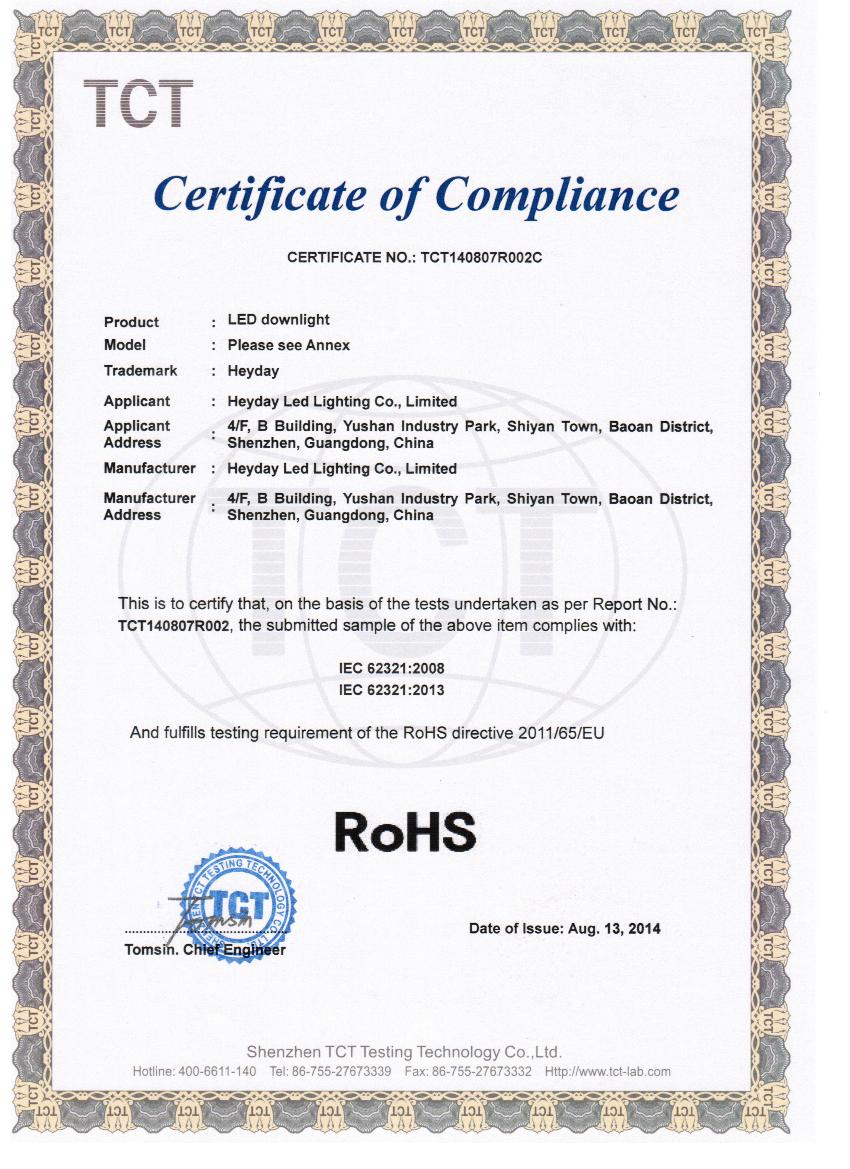 TCT
Certificate of Compliance
CERTIFICATE NO.: TCT140807R002C
Product : LED downlight
Model : Please see Annex
Trademark : Heyday
Applicant : Heyday Led Lighting Co., Limited
Applicant Address : 4/F, B Building, Yushan Industry Park, Shiyan Town, Baoan District,
Shenzhen, Guangdong, China
Manufacturer : Heyday Led Lighting Co., Limited
Manufacturer Address : 4/F, B Building, Yushan Industry Park, Shiyan Town, Baoan District,
Shenzhen, Guangdong, China
This is to certify that, on the basis of the tests undertaken as per Report No.:
TCT140807R002, the submitted sample of the above item complies with:
IEC 62321:2008
IEC 62321:2013
And fulfills testing requirement of the RoHS directive 2011/65/EU
RoHS
TCT TESTING TECHNOLOGY CO.,LTD
TCT
Tomsin
Tomsin. Chief Engineer
Date of Issue: Aug. 13, 2014
Shenzhen TCT Testing Technology Co.,Ltd.
Hotline: 400-6611-140 Tel: 86-755-27673339 Fax: 86-755-27673332 Http://www.tct-lab.com